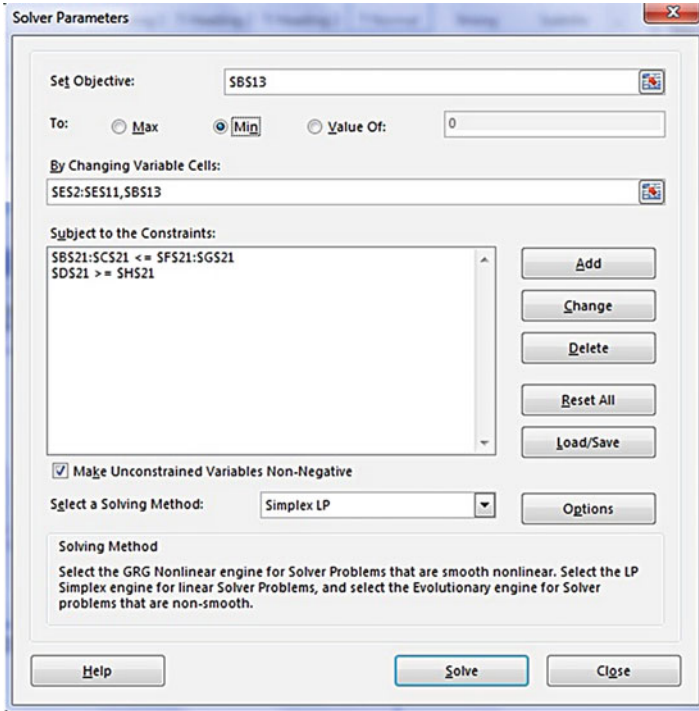 Solver Parameters
Set Objective: $B$13
To: Max Min Value Of: 0
By Changing Variable Cells:
$E$2:$E$11,$B$13
Subject to the Constraints:
$B$21:$C$21 <= $F$21:$G$21
$D$21 >= $H$21
Add
Change
Delete
Reset All
Load/Save
Make Unconstrained Variables Non-Negative
Select a Solving Method: Simplex LP Options
Solving Method
Select the GRG Nonlinear engine for Solver Problems that are smooth nonlinear. Select the LP
Simplex engine for linear Solver Problems, and select the Evolutionary engine for Solver
problems that are non-smooth.
Help Solve Close